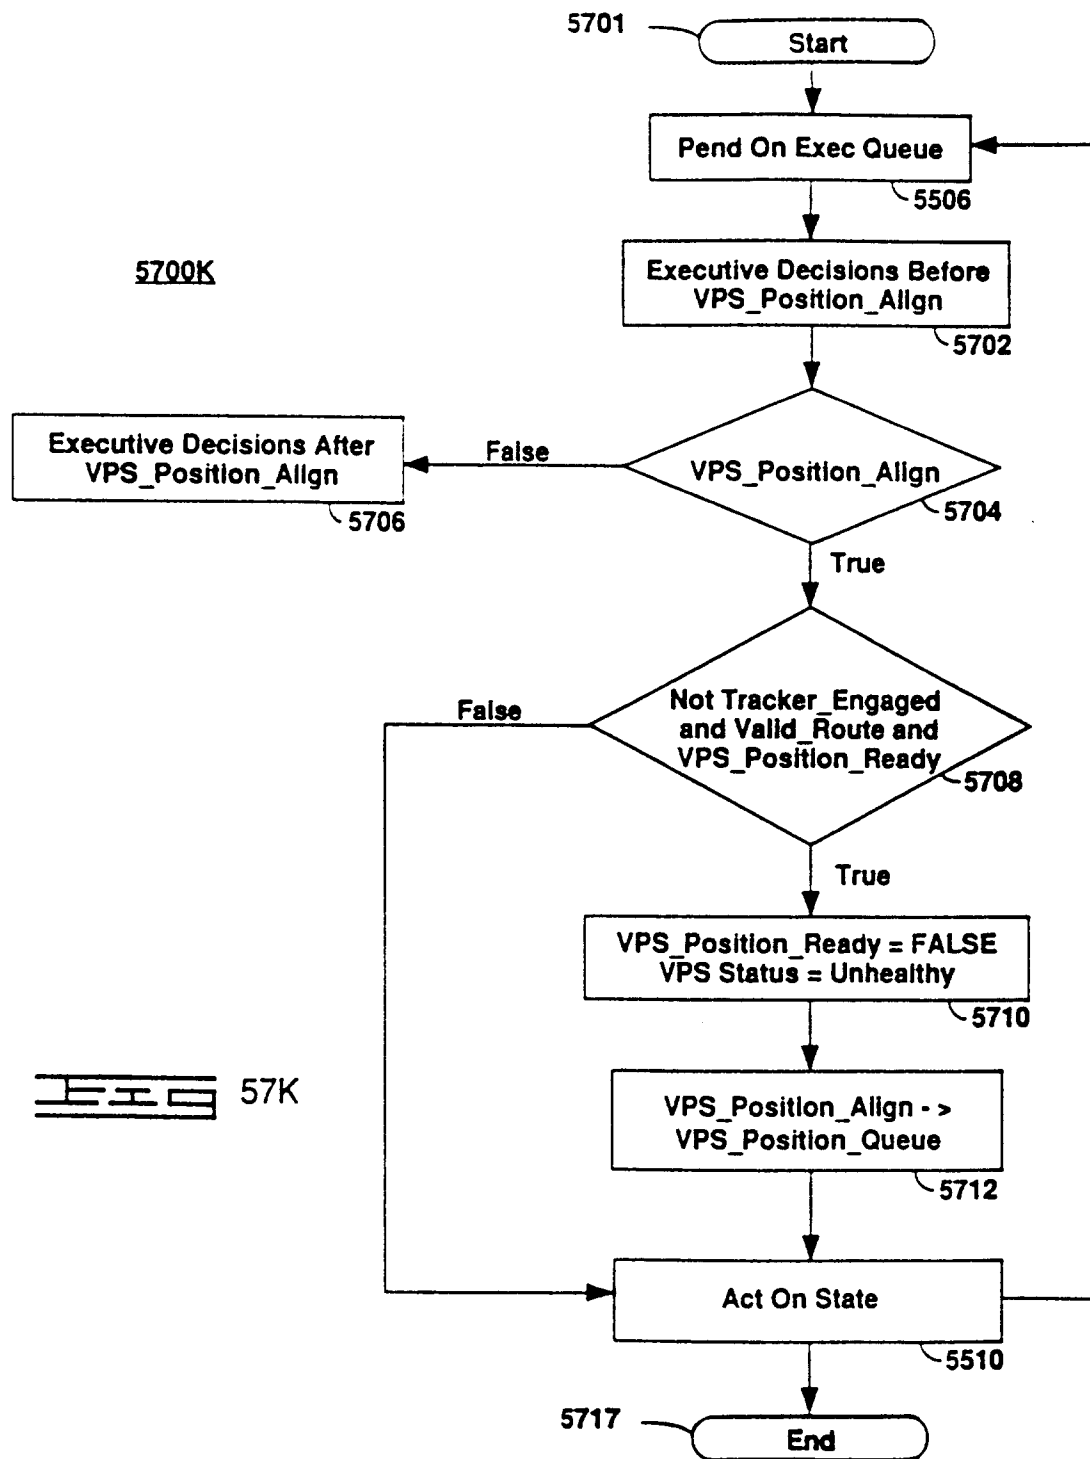 5701
Start
Pend On Exec Queue
5506
5700K
Executive Decisions Before
VPS_Position_Align
5702
Executive Decisions After
VPS_Position_Align
5706
False
VPS_Position_Align
5704
True
False
Not Tracker_Engaged
and Valid_Route and
VPS_Position_Ready
5708
True
VPS_Position_Ready = FALSE
VPS Status = Unhealthy
5710
Fig 57K
VPS_Position_Align - >
VPS_Position_Queue
5712
Act On State
5510
5717
End